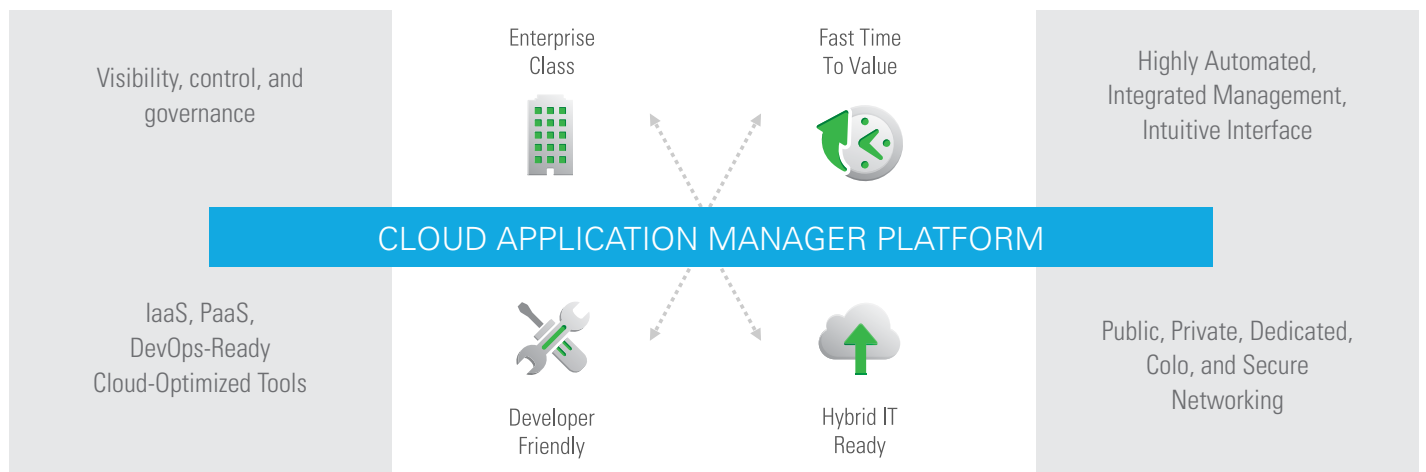 Visibility, control, and
governance
Enterprise
Class
Fast Time
To Value
Highly Automated,
Integrated Management,
Intuitive Interface
CLOUD APPLICATION MANAGER PLATFORM
IaaS, PaaS,
DevOps-Ready
Cloud-Optimized Tools
Developer
Friendly
Hybrid IT
Ready
Public, Private, Dedicated,
Colo, and Secure
Networking